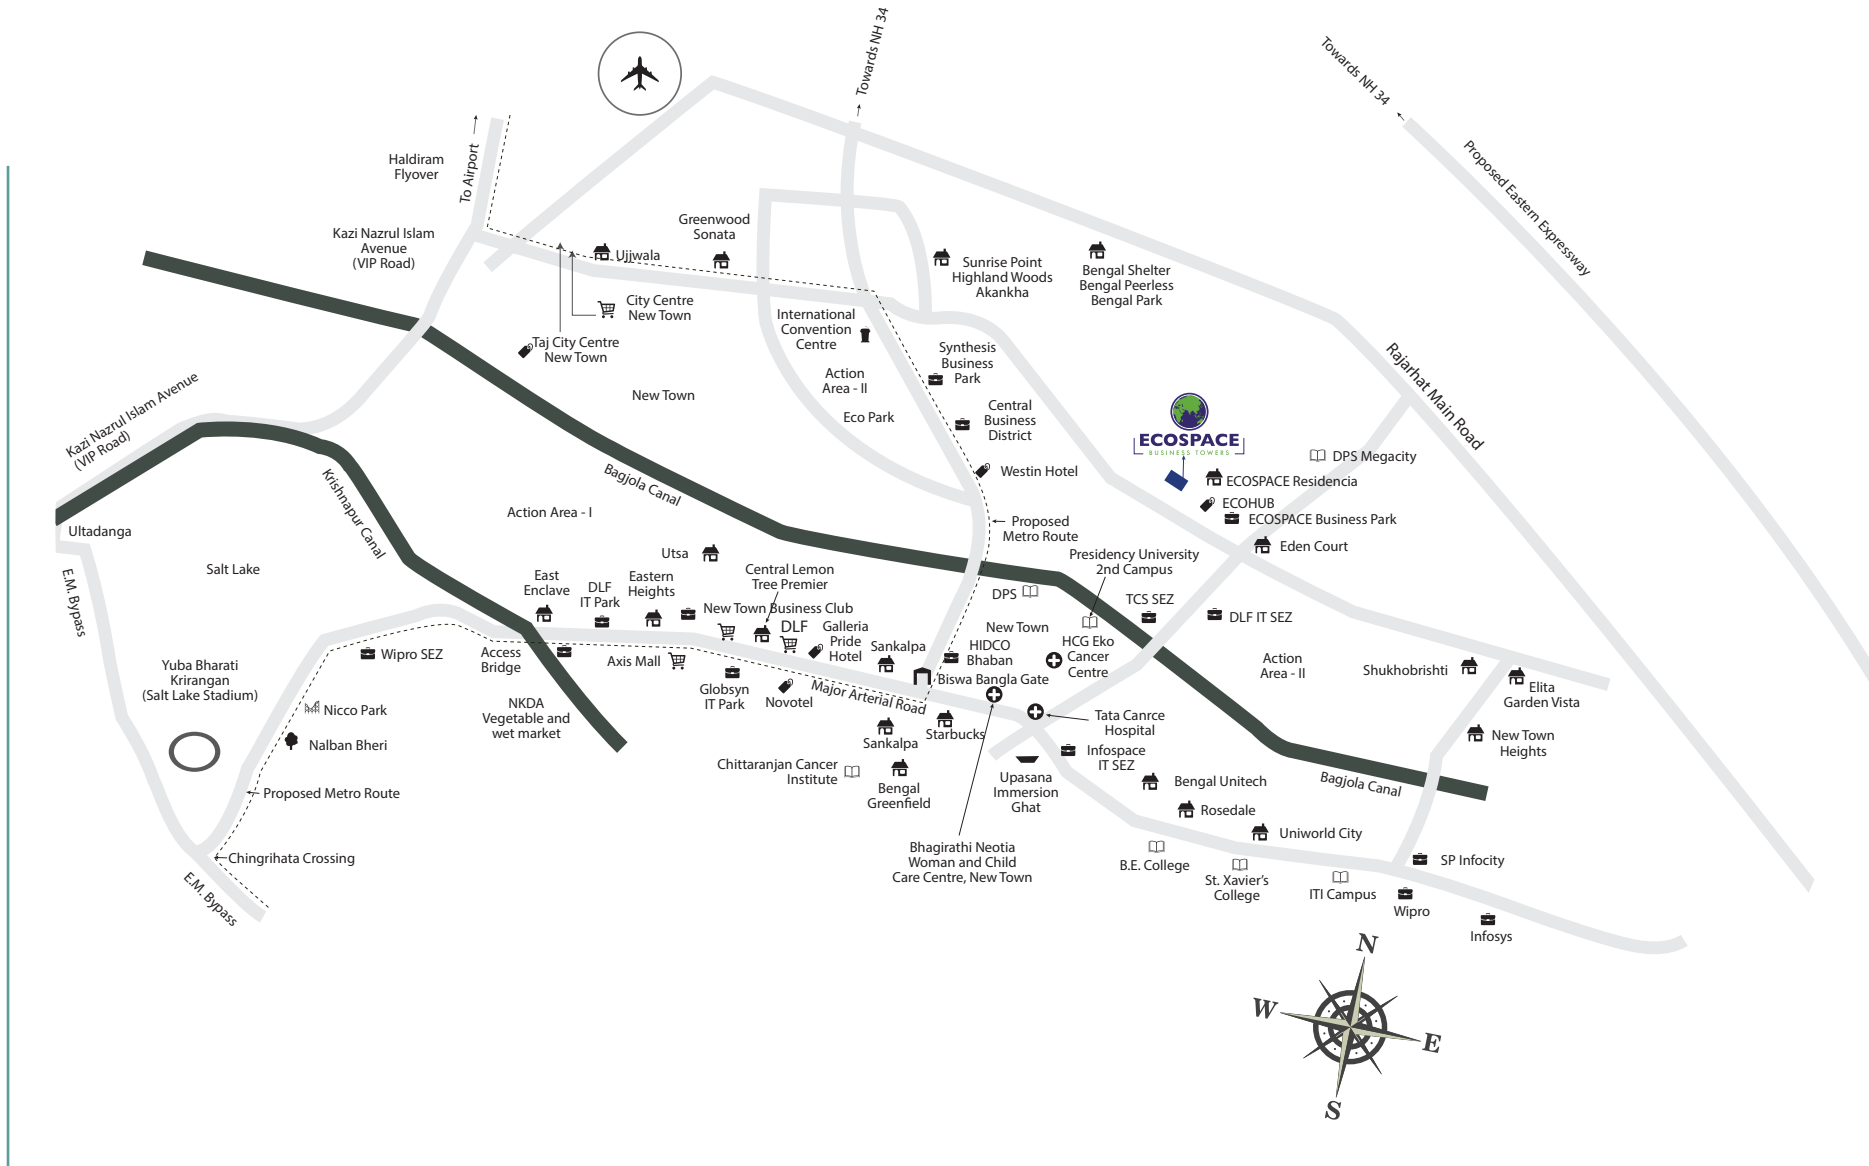 Towards NH 34
Towards NH 34
Proposed Eastern Expressway
Haldiram
Flyover
To Airport
Kazi Nazrul Islam
Avenue
(VIP Road)
Greenwood
Sonata
Ujjwala
City Centre
New Town
Taj City Centre
New Town
Sunrise Point
Highland Woods
Akankha
Bengal Shelter
Bengal Peerless
Bengal Park
International
Convention
Centre
Synthesis
Business
Park
Action
Area - II
Eco Park
Central
Business
District
New Town
Rajarhat Main Road
Kazi Nazrul Islam Avenue
(VIP Road)
ECOSPACE
BUSINESS TOWERS
DPS Megacity
Westin Hotel
ECOSPACE Residencia
ECOHUB
ECOSPACE Business Park
Eden Court
Bagjola Canal
Krishnapur Canal
Action Area - I
Ultadanga
Proposed
Metro Route
Presidency University
2nd Campus
Utsa
Salt Lake
E.M. Bypass
East
Enclave
DLF
IT Park
Eastern
Heights
Central Lemon
Tree Premier
New Town Business Club
DLF
Galleria
Pride
Hotel
Sankalpa
DPS
New Town
HIDCO
Bhaban
HCG Eko
Cancer
Centre
TCS SEZ
DLF IT SEZ
Action
Area - II
Shukhobrishti
Elita
Garden Vista
New Town
Heights
Wipro SEZ
Access
Bridge
Axis Mall
Globsyn
IT Park
Novotel
Major Arterial Road
Biswa Bangla Gate
Yuba Bharati
Krirangan
(Salt Lake Stadium)
Nicco Park
Nalban Bheri
NKDA
Vegetable and
wet market
Sankalpa
Starbucks
Tata Canrce
Hospital
Infospace
IT SEZ
Chittaranjan Cancer
Institute
Bengal
Greenfield
Upasana
Immersion
Ghat
Bengal Unitech
Rosedale
Uniworld City
Bagjola Canal
Proposed Metro Route
Chingrihata Crossing
E.M. Bypass
Bhagirathi Neotia
Woman and Child
Care Centre, New Town
B.E. College
St. Xavier's
College
ITI Campus
SP Infocity
Wipro
Infosys
N
W
E
S